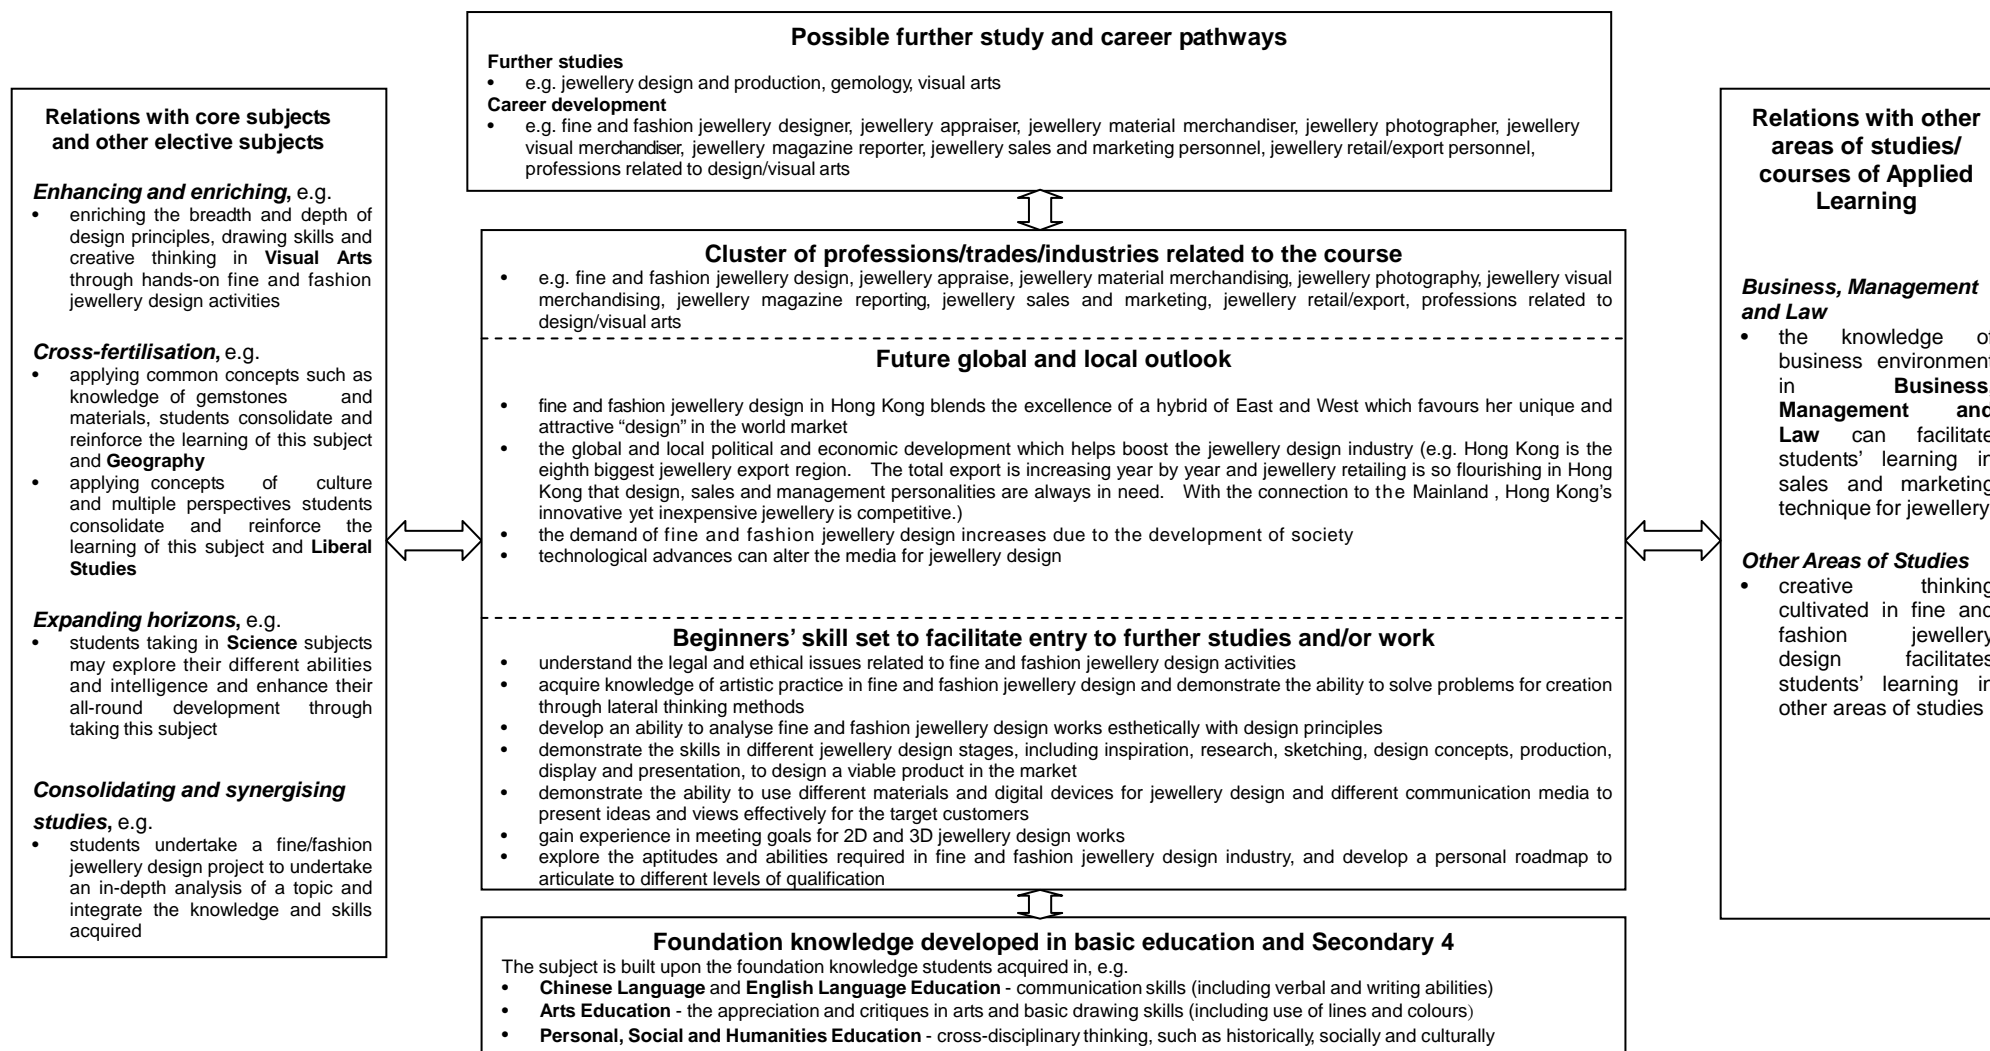 Possible further study and career pathways
Further studies
• e.g. jewellery design and production, gemology, visual arts
Career development
• e.g. fine and fashion jewellery designer, jewellery appraiser, jewellery material merchandiser, jewellery photographer, jewellery
visual merchandiser, jewellery magazine reporter, jewellery sales and marketing personnel, jewellery retail/export personnel,
professions related to design/visual arts
Relations with core subjects
and other elective subjects
Enhancing and enriching, e.g.
• enriching the breadth and depth of
design principles, drawing skills and
creative thinking in Visual Arts
through hands-on fine and fashion
jewellery design activities
Cross-fertilisation, e.g.
• applying common concepts such as
knowledge of gemstones and
materials, students consolidate and
reinforce the learning of this subject
and Geography
• applying concepts of culture
and multiple perspectives students
consolidate and reinforce the
learning of this subject and Liberal
Studies
Expanding horizons, e.g.
• students taking in Science subjects
may explore their different abilities
and intelligence and enhance their
all-round development through
taking this subject
Consolidating and synergising
studies, e.g.
• students undertake a fine/fashion
jewellery design project to undertake
an in-depth analysis of a topic and
integrate the knowledge and skills
acquired
Cluster of professions/trades/industries related to the course
• e.g. fine and fashion jewellery design, jewellery appraise, jewellery material merchandising, jewellery photography, jewellery visual
merchandising, jewellery magazine reporting, jewellery sales and marketing, jewellery retail/export, professions related to
design/visual arts
Future global and local outlook
• fine and fashion jewellery design in Hong Kong blends the excellence of a hybrid of East and West which favours her unique and
attractive “design” in the world market
• the global and local political and economic development which helps boost the jewellery design industry (e.g. Hong Kong is the
eighth biggest jewellery export region. The total export is increasing year by year and jewellery retailing is so flourishing in Hong
Kong that design, sales and management personalities are always in need. With the connection to the Mainland , Hong Kong’s
innovative yet inexpensive jewellery is competitive.)
• the demand of fine and fashion jewellery design increases due to the development of society
• technological advances can alter the media for jewellery design
Beginners’ skill set to facilitate entry to further studies and/or work
• understand the legal and ethical issues related to fine and fashion jewellery design activities
• acquire knowledge of artistic practice in fine and fashion jewellery design and demonstrate the ability to solve problems for creation
through lateral thinking methods
• develop an ability to analyse fine and fashion jewellery design works esthetically with design principles
• demonstrate the skills in different jewellery design stages, including inspiration, research, sketching, design concepts, production,
display and presentation, to design a viable product in the market
• demonstrate the ability to use different materials and digital devices for jewellery design and different communication media to
present ideas and views effectively for the target customers
• gain experience in meeting goals for 2D and 3D jewellery design works
• explore the aptitudes and abilities required in fine and fashion jewellery design industry, and develop a personal roadmap to
articulate to different levels of qualification
Relations with other
areas of studies/
courses of Applied
Learning
Business, Management
and Law
• the knowledge of
business environment
in Business,
Management and
Law can facilitate
students’ learning in
sales and marketing
technique for jewellery
Other Areas of Studies
• creative thinking
cultivated in fine and
fashion jewellery
design facilitates
students’ learning in
other areas of studies
Foundation knowledge developed in basic education and Secondary 4
The subject is built upon the foundation knowledge students acquired in, e.g.
• Chinese Language and English Language Education - communication skills (including verbal and writing abilities)
• Arts Education - the appreciation and critiques in arts and basic drawing skills (including use of lines and colours)
• Personal, Social and Humanities Education - cross-disciplinary thinking, such as historically, socially and culturally